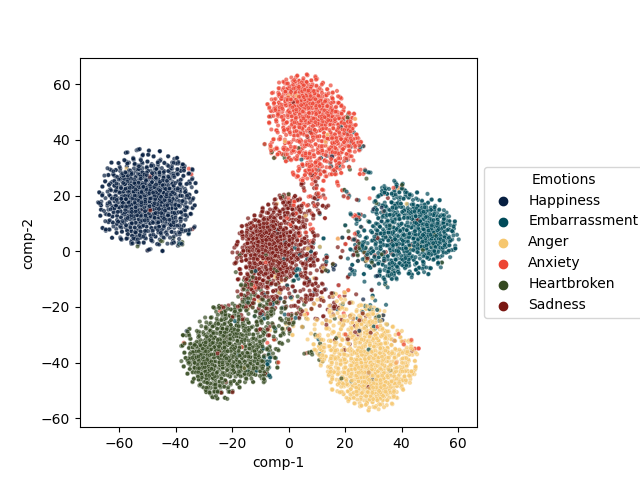 60
40
20
0
−20
−40
−60
comp-2
−60 −40 −20 0 20 40 60
comp-1
Emotions
Happiness
Embarrassment
Anger
Anxiety
Heartbroken
Sadness